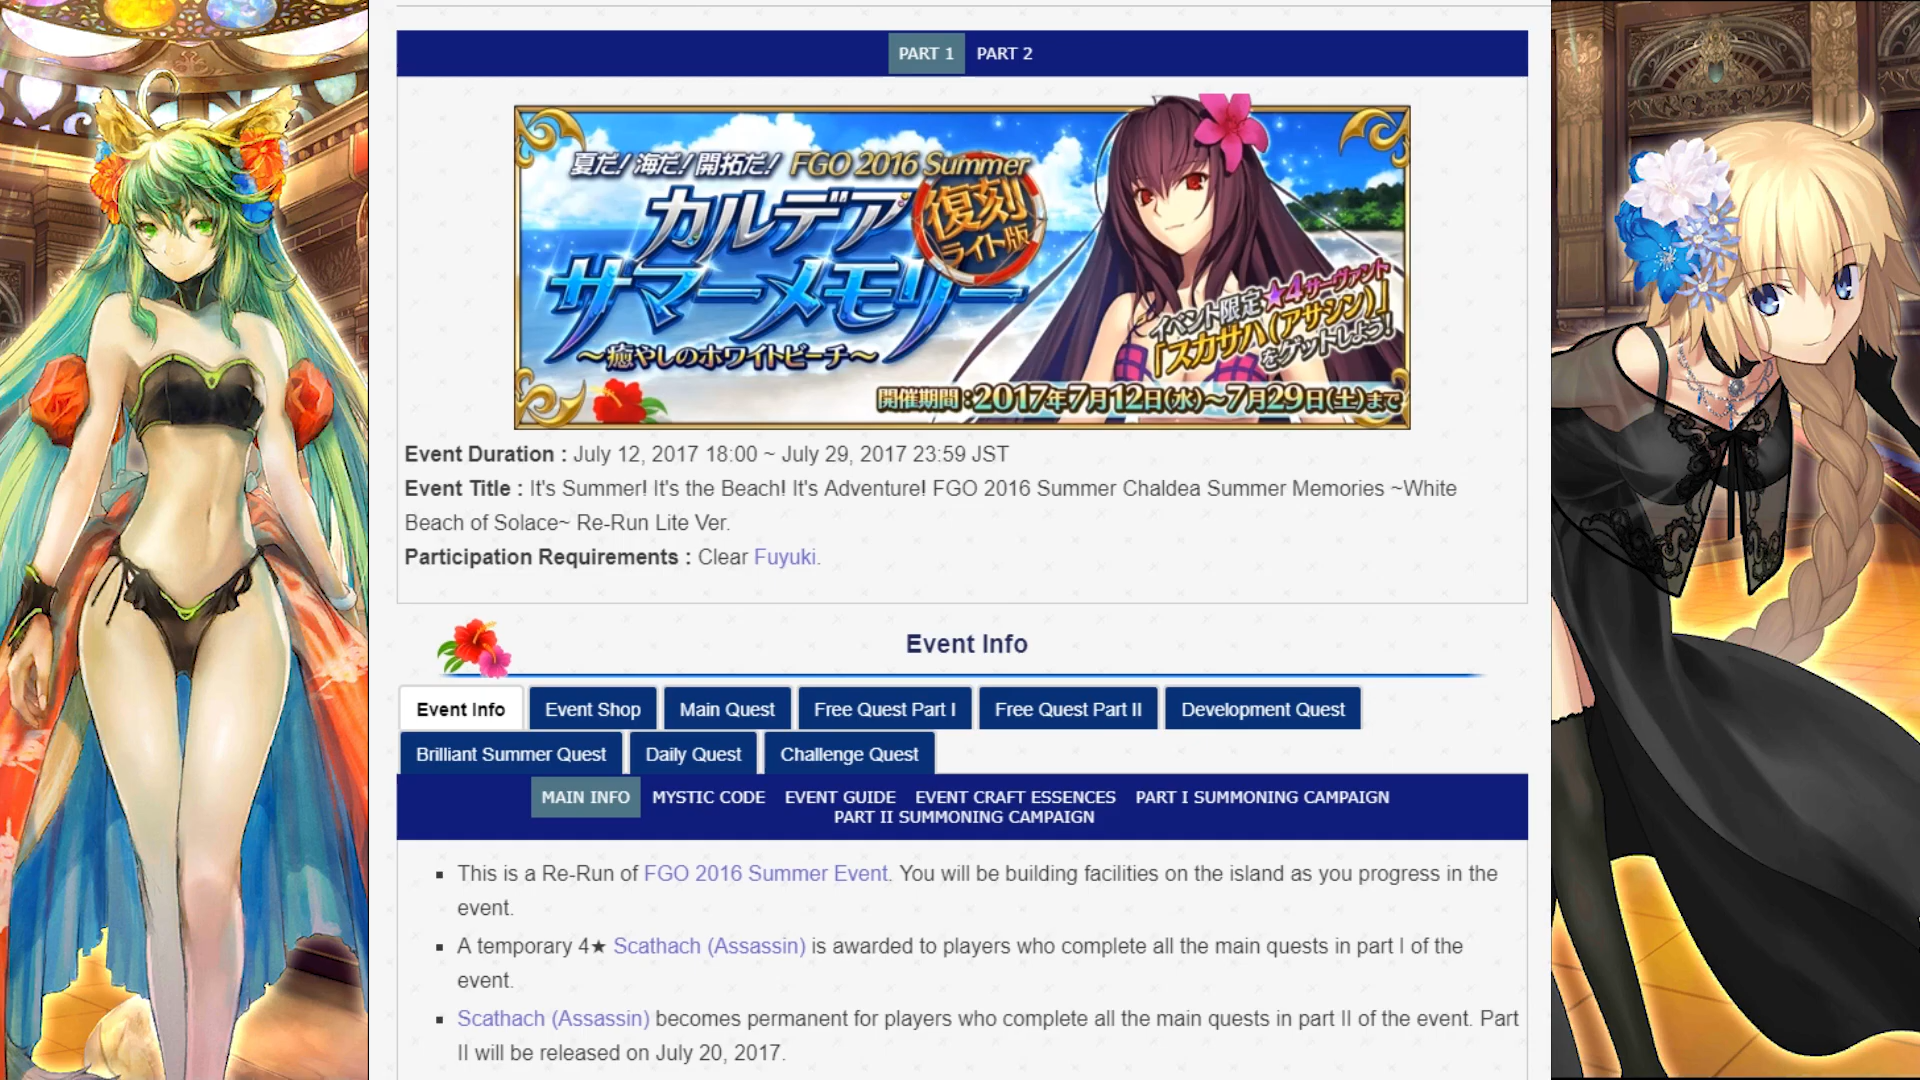 PART 1 PART 2
夏だ!海だ!開拓だ! FGO 2016 Summer
カルデア
サマーメモリー
復刻
ライト版
~癒やしのホワイトビーチ~
イベント限定★4サーヴァント
「スカサハ(アサシン)」
をゲットしよう!
開催期間:2017年7月12日(水)~7月29日(土)まで
Event Duration : July 12, 2017 18:00 ~ July 29, 2017 23:59 JST
Event Title : It's Summer! It's the Beach! It's Adventure! FGO 2016 Summer Chaldea Summer Memories ~White
Beach of Solace~ Re-Run Lite Ver.
Participation Requirements : Clear Fuyuki.
Event Info
Event Info Event Shop Main Quest Free Quest Part I Free Quest Part II Development Quest
Brilliant Summer Quest Daily Quest Challenge Quest
MAIN INFO MYSTIC CODE EVENT GUIDE EVENT CRAFT ESSENCES PART I SUMMONING CAMPAIGN
PART II SUMMONING CAMPAIGN
This is a Re-Run of FGO 2016 Summer Event. You will be building facilities on the island as you progress in the
event.
A temporary 4★ Scathach (Assassin) is awarded to players who complete all the main quests in part I of the
event.
Scathach (Assassin) becomes permanent for players who complete all the main quests in part II of the event. Part
II will be released on July 20, 2017.